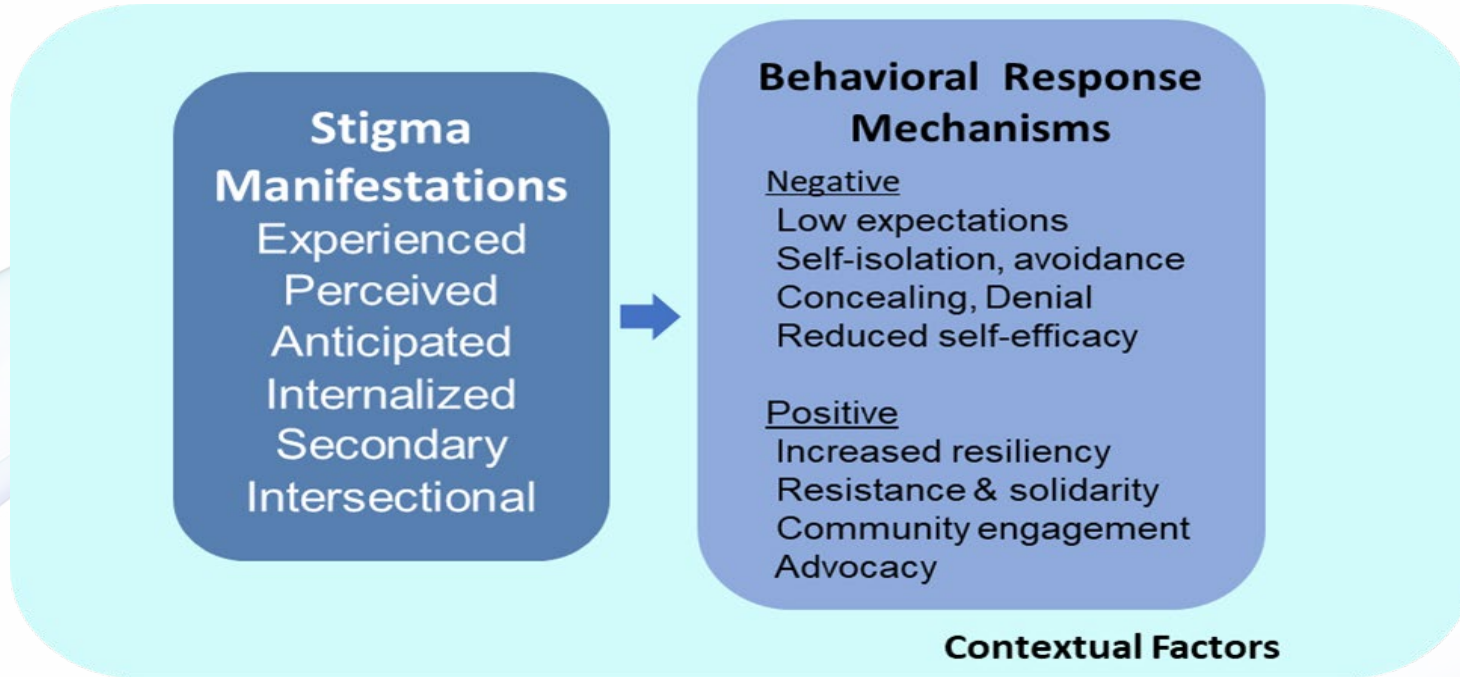 Stigma
Manifestations
Experienced
Perceived
Anticipated
Internalized
Secondary
Intersectional
Behavioral Response
Mechanisms
Negative
Low expectations
Self-isolation, avoidance
Concealing, Denial
Reduced self-efficacy
Positive
Increased resiliency
Resistance & solidarity
Community engagement
Advocacy
Contextual Factors